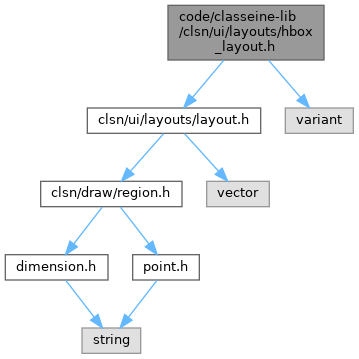 code/classeine-lib
/clsn/ui/layouts/hbox
_layout.h
clsn/ui/layouts/layout.h
variant
clsn/draw/region.h
vector
dimension.h
point.h
string